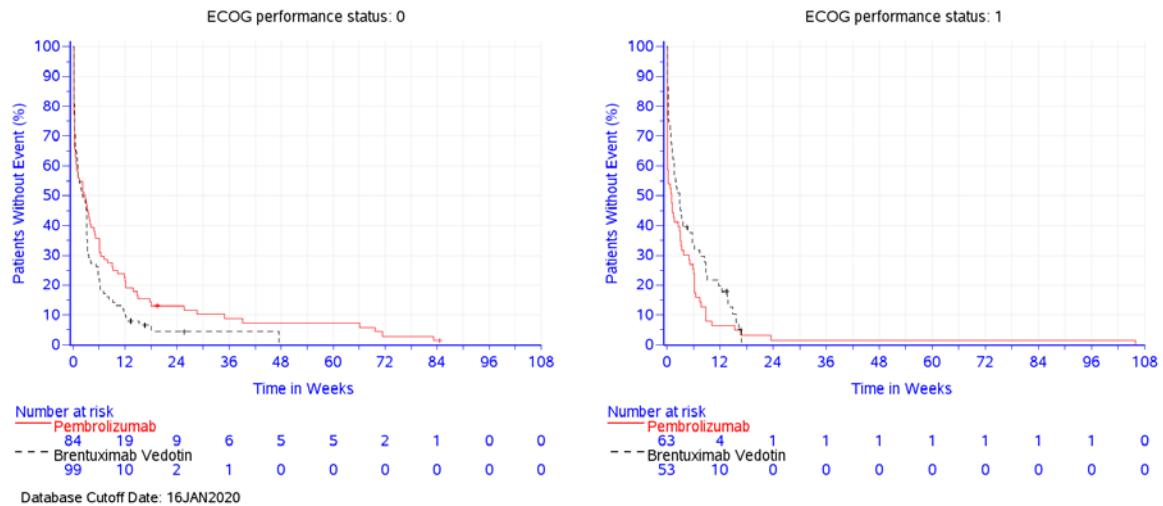 ECOG performance status: 0
100
90
80
70
60
50
40
30
20
10
0
Patients Without Event (%)
0 12 24 36 48 60 72 84 96 108
Time in Weeks
Number at risk
Pembrolizumab
84 19 9 6 5 5 2 1 0 0
Brentuximab Vedotin
99 10 2 1 0 0 0 0 0 0
ECOG performance status: 1
100
90
80
70
60
50
40
30
20
10
0
Patients Without Event (%)
0 12 24 36 48 60 72 84 96 108
Time in Weeks
Number at risk
Pembrolizumab
63 4 1 1 1 1 1 1 1 0
Brentuximab Vedotin
53 10 0 0 0 0 0 0 0 0
Database Cutoff Date: 16JAN2020